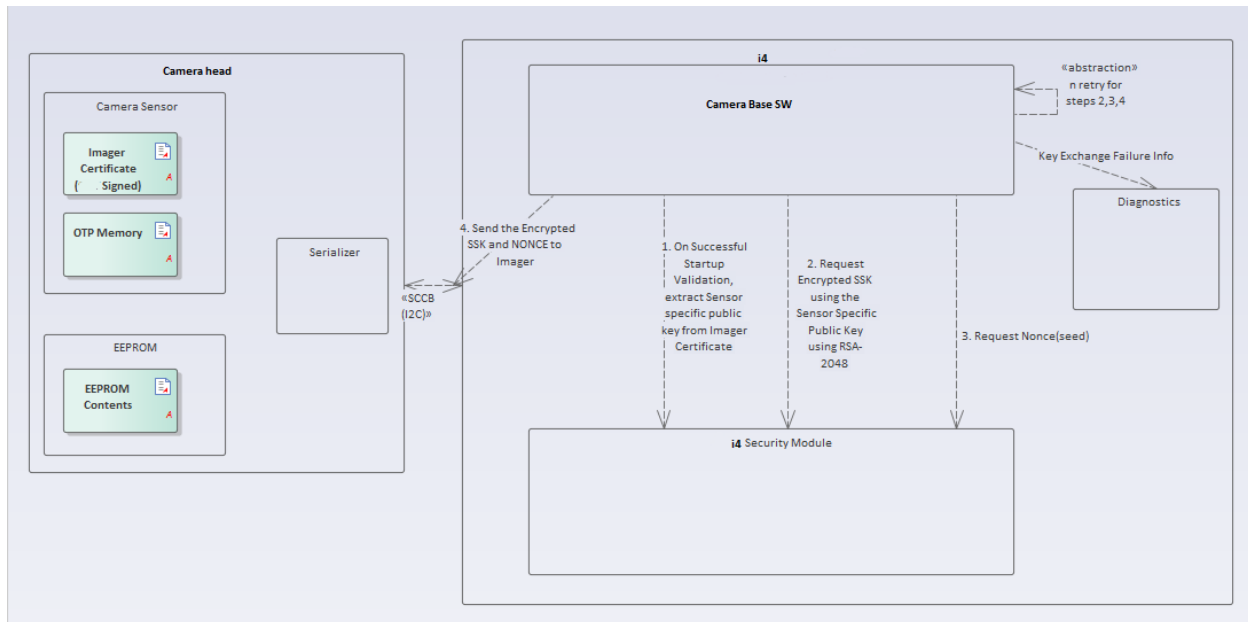 Camera head
Camera Sensor
Imager
Certificate
( Signed)
A
OTP Memory
A
Serializer
EEPROM
EEPROM
Contents
A
«SCCB
(I2C)»
i4
Camera Base SW
«abstraction»
n retry for
steps 2,3,4
Key Exchange Failure Info
Diagnostics
4. Send the Encrypted
SSK and NONCE to
Imager
1. On Successful
Startup
Validation,
extract Sensor
specific public
key from Imager
Certificate
2. Request
Encrypted SSK
using the
Sensor Specific
Public Key
using RSA-
2048
3. Request Nonce(seed)
i4 Security Module